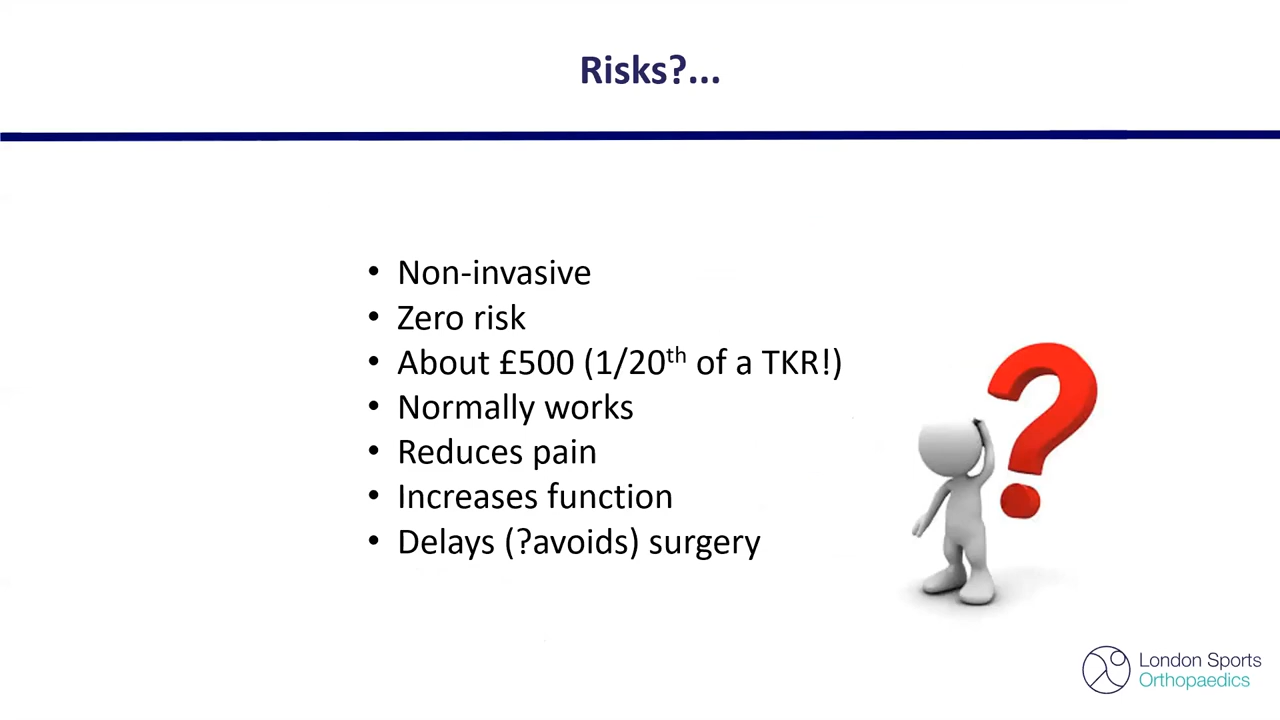 Risks?...
• Non-invasive
• Zero risk
• About £500 (1/20th of a TKR!)
• Normally works
• Reduces pain
• Increases function
• Delays (?avoids) surgery
?
London Sports
Orthopaedics